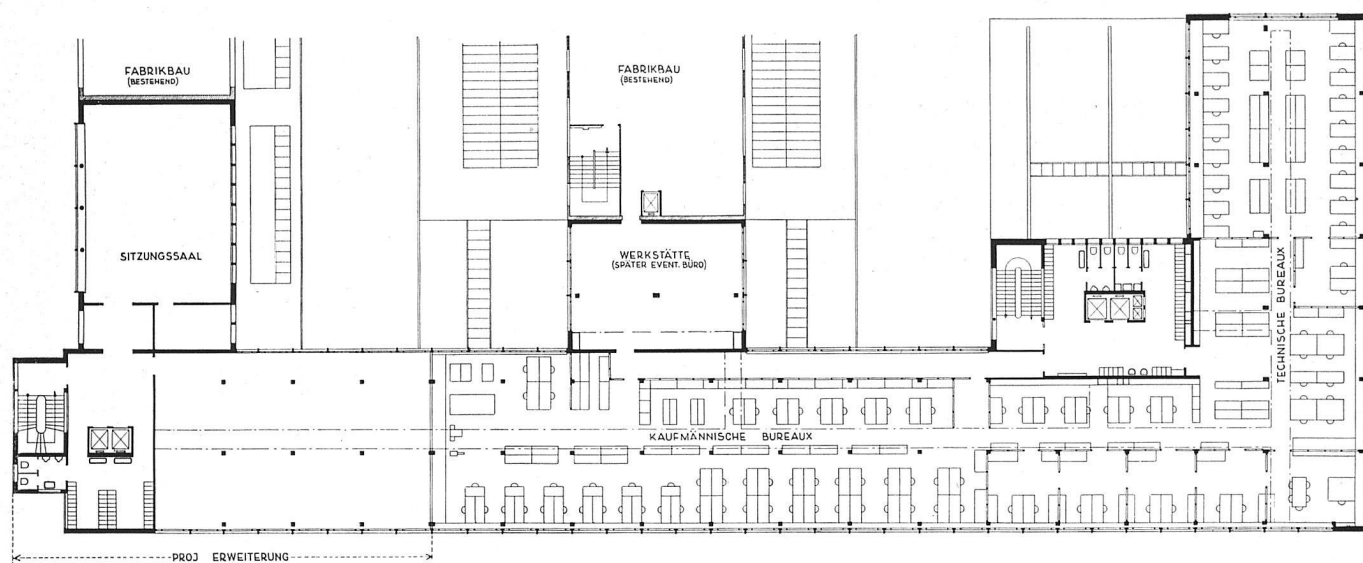 FABRIKBAU
(BESTEHEND)
FABRIKBAU
(BESTEHEND)
SITZUNGSSAAL
WERKSTÄTTE
(SPÄTER EVENT. BÜRO)
TECHNISCHE BUREAUX
KAUFMÄNNISCHE BUREAUX
PROJ ERWEITERUNG